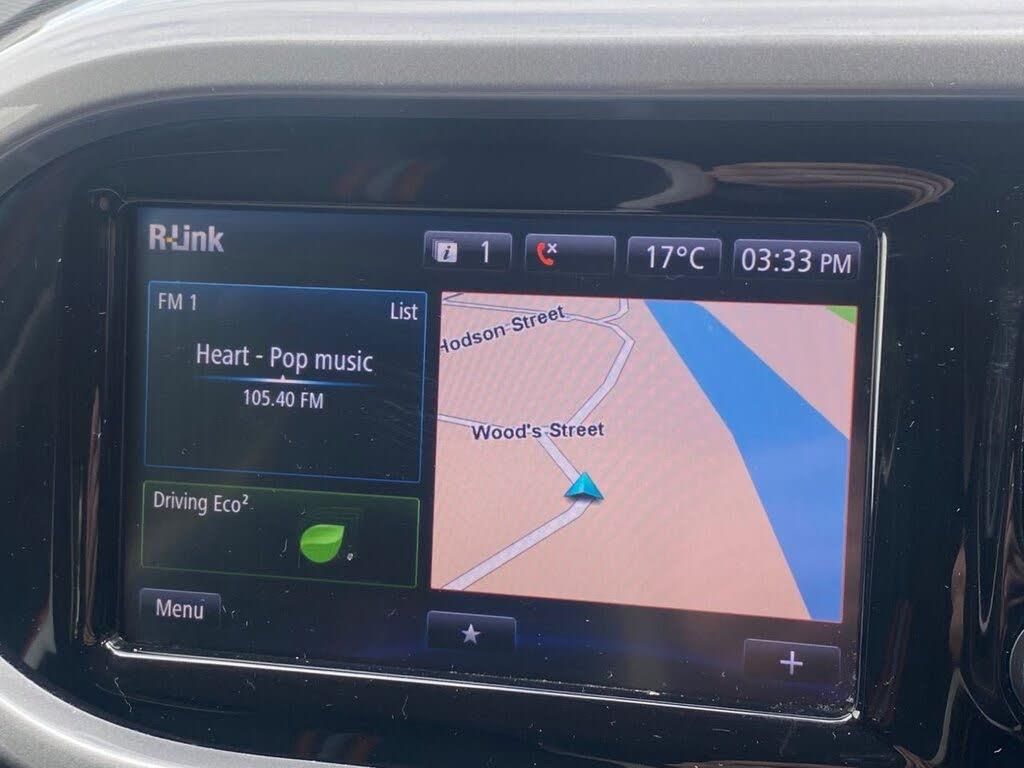 R-Link
1
17°C
03:33 PM
FM 1
List
Heart - Pop music
105.40 FM
Driving Eco²
Menu
Hodson Street
Wood's Street